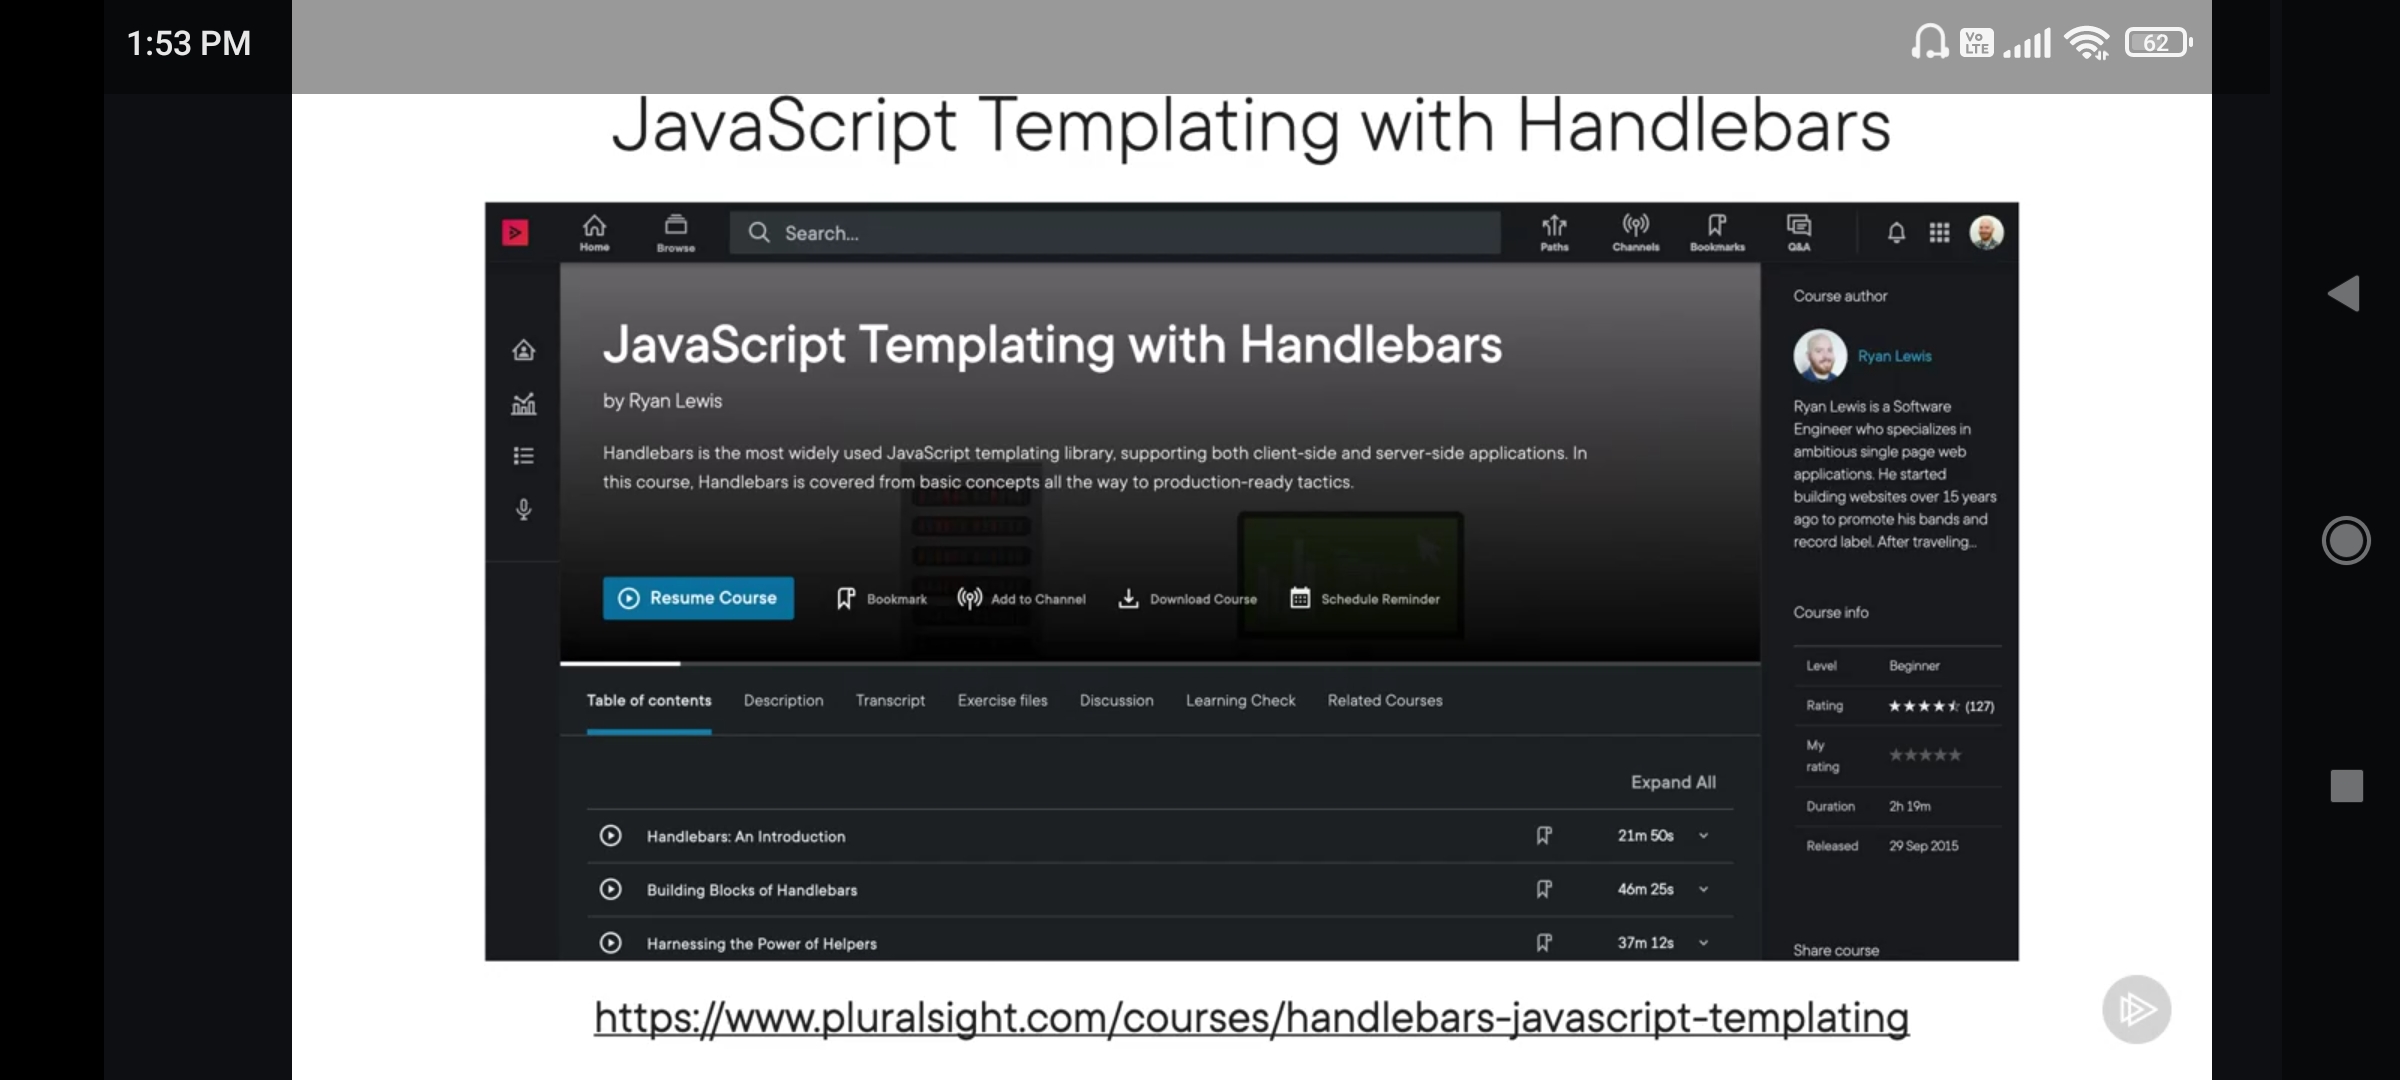 1:53 PM
Vo LTE
62
JavaScript Templating with Handlebars
Home
Browse
Search...
Paths
Channels
Bookmarks
Q&A
JavaScript Templating with Handlebars
by Ryan Lewis
Handlebars is the most widely used JavaScript templating library, supporting both client-side and server-side applications. In
this course, Handlebars is covered from basic concepts all the way to production-ready tactics.
Resume Course
Bookmark
Add to Channel
Download Course
Schedule Reminder
Course author
Ryan Lewis
Ryan Lewis is a Software
Engineer who specializes in
ambitious single page web
applications. He started
building websites over 15 years
ago to promote his bands and
record label. After traveling...
Course info
Level Beginner
Rating ★★★★⯪ (127)
My
rating ★★★★★
Duration 2h 19m
Released 29 Sep 2015
Share course
Table of contents
Description
Transcript
Exercise files
Discussion
Learning Check
Related Courses
Expand All
Handlebars: An Introduction 21m 50s
Building Blocks of Handlebars 46m 25s
Harnessing the Power of Helpers 37m 12s
https://www.pluralsight.com/courses/handlebars-javascript-templating